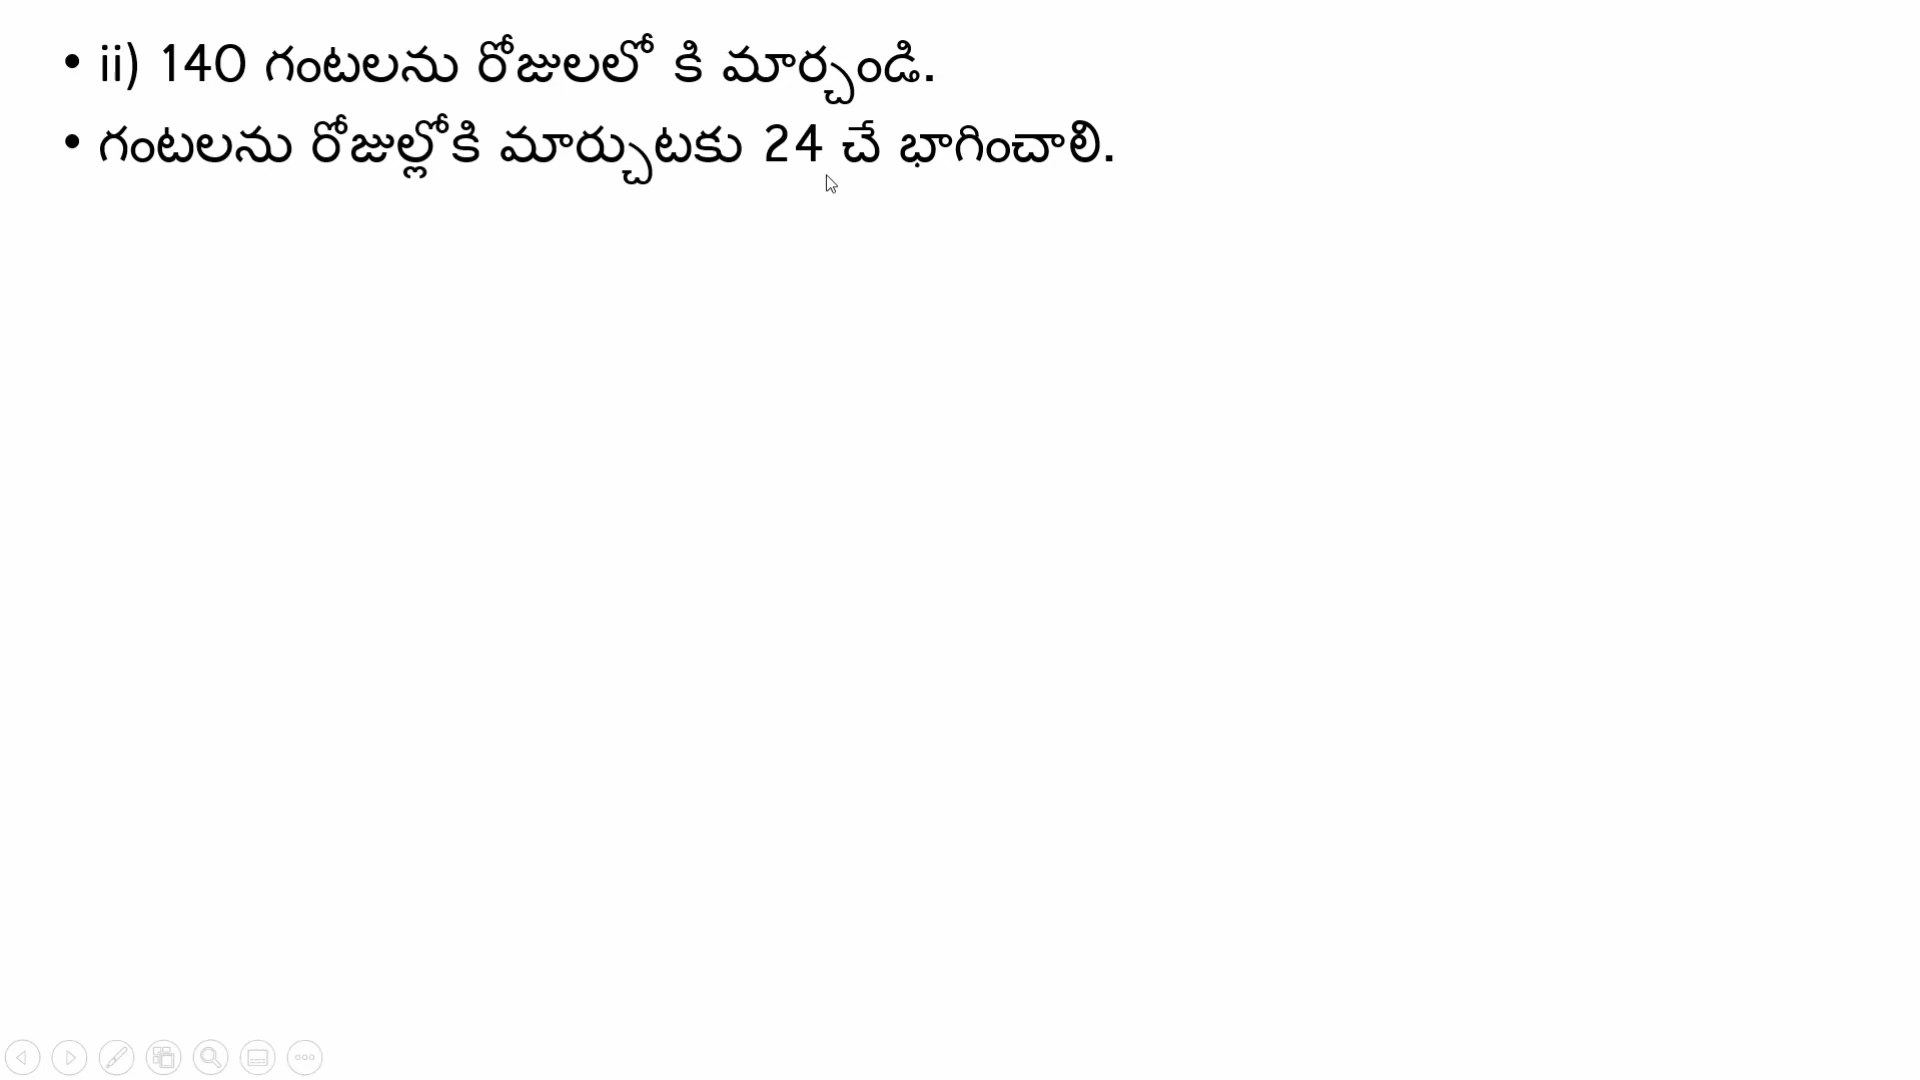 • ii) 140 గంటలను రోజులలో కి మార్చండి.
• గంటలను రోజుల్లోకి మార్చుటకు 24 చే భాగించాలి.